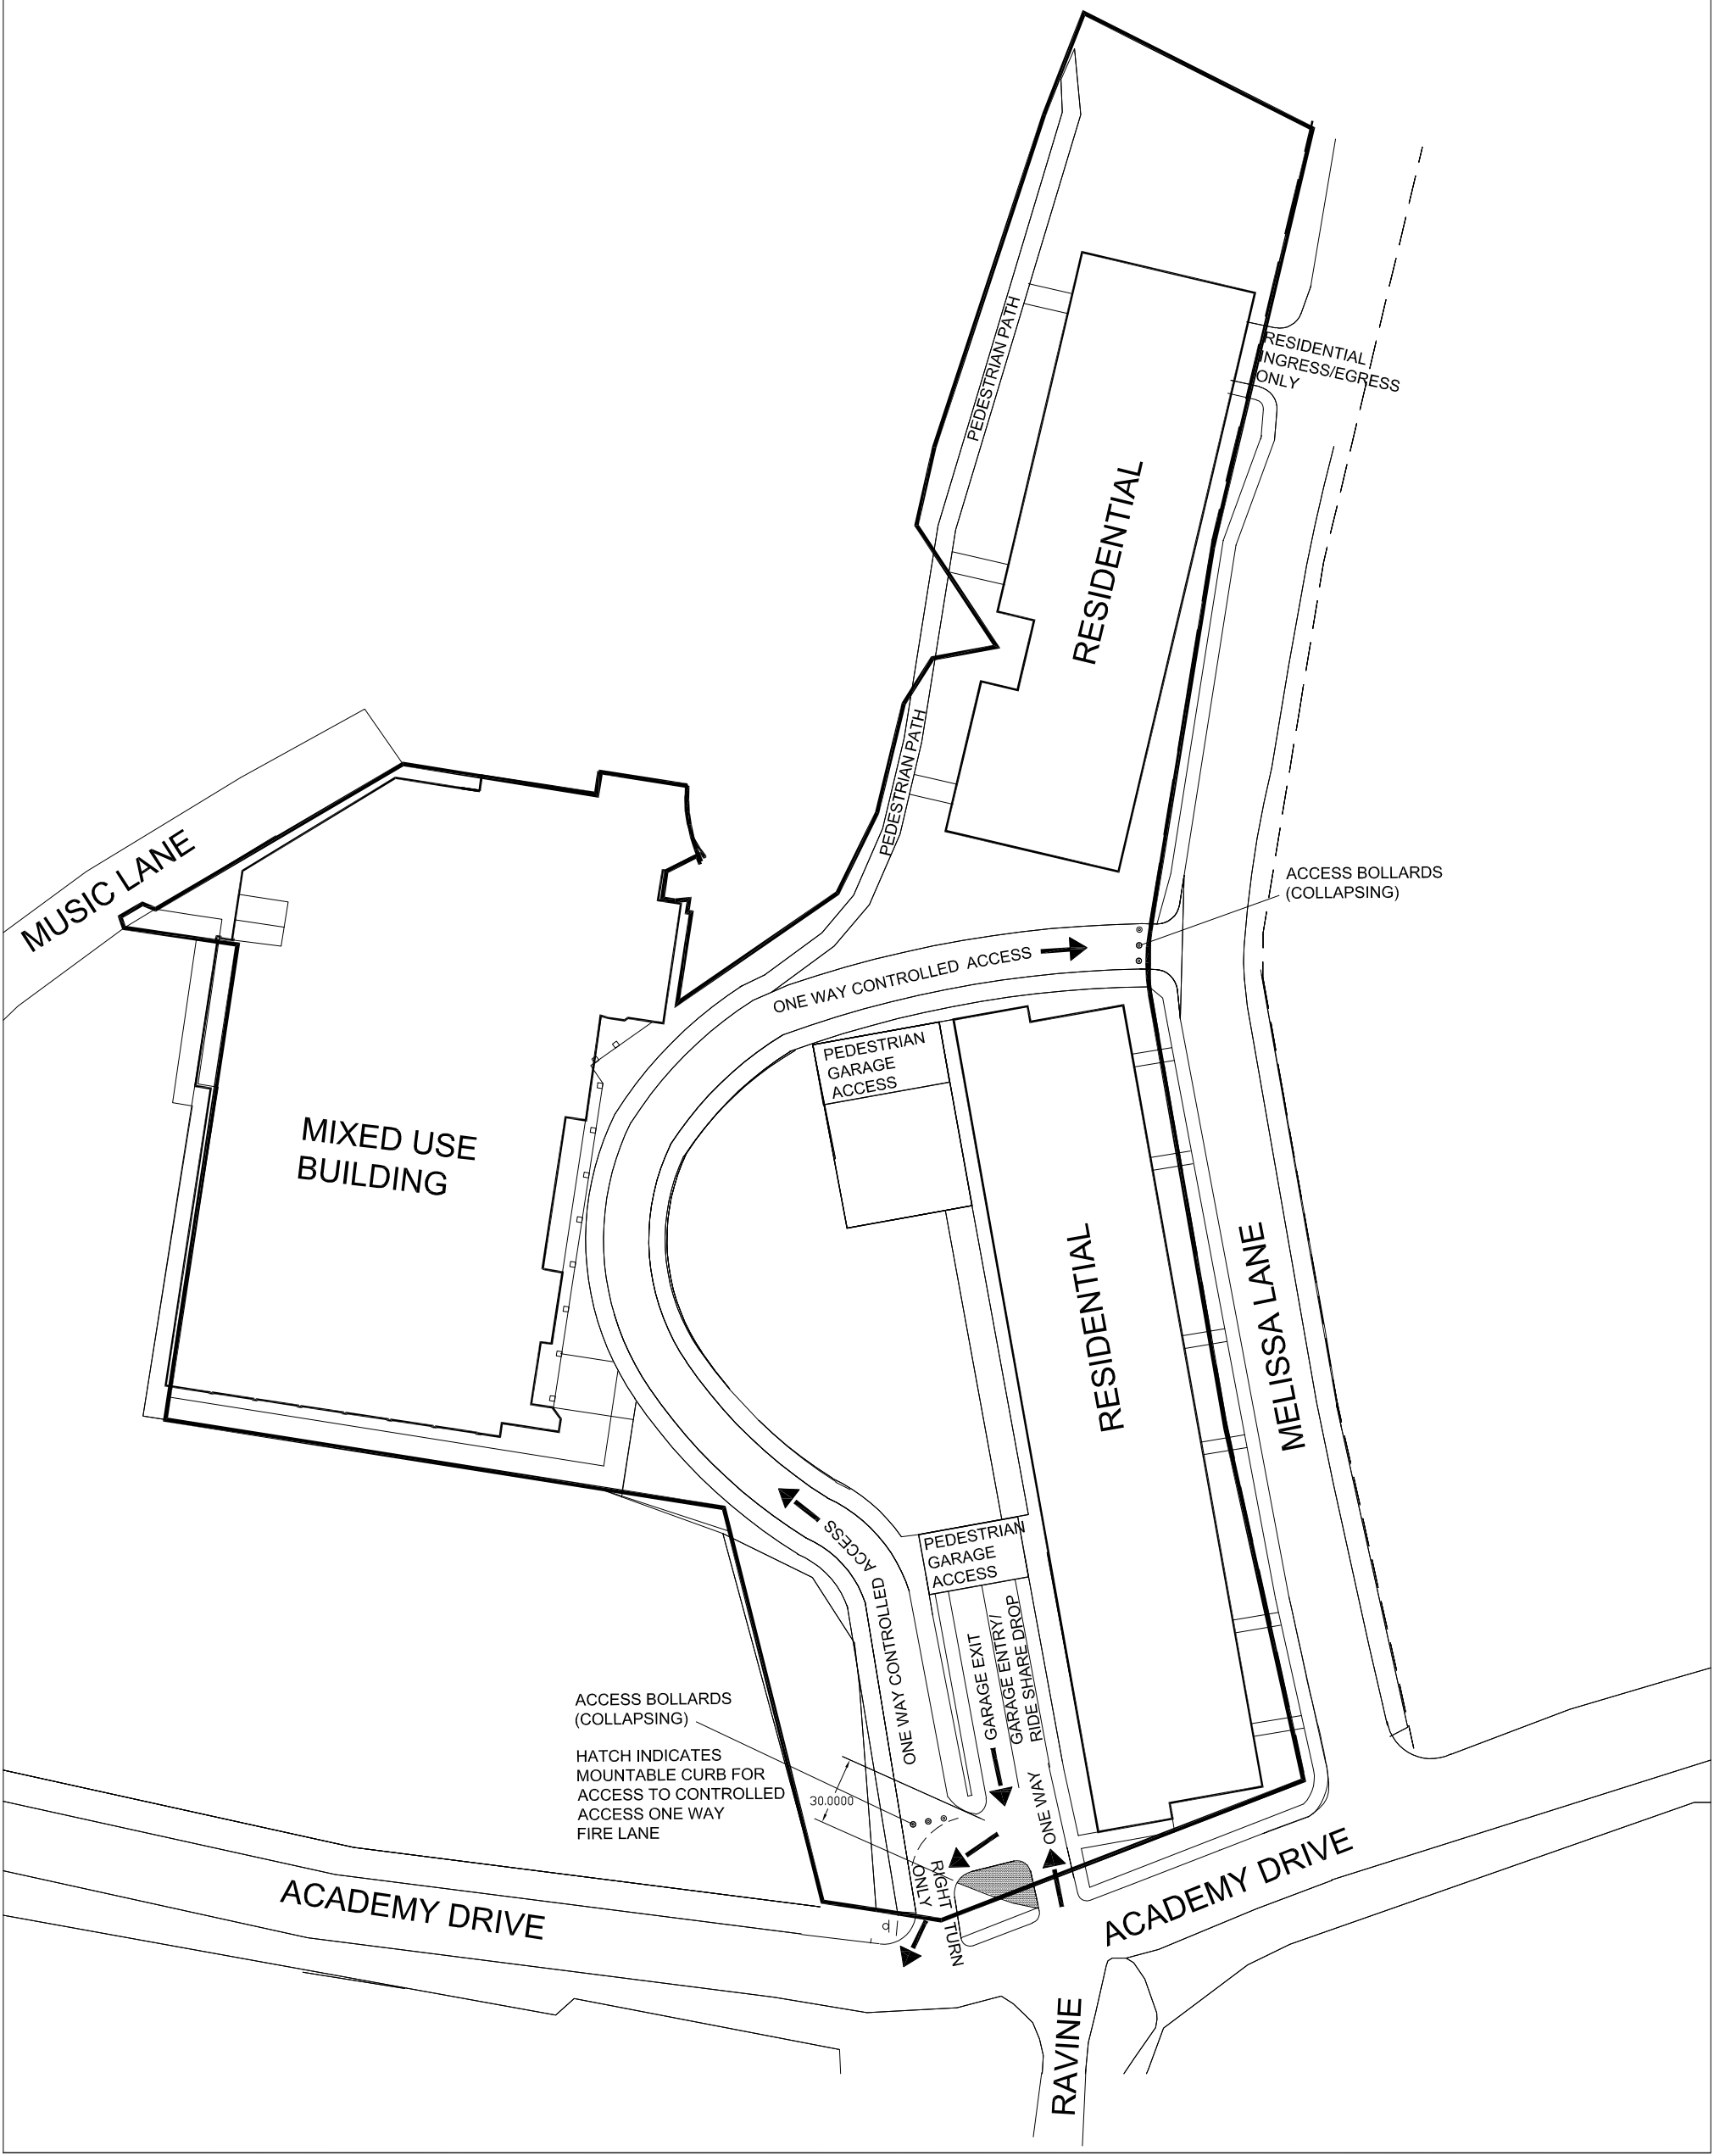 PEDESTRIAN PATH
RESIDENTIAL
INGRESS/EGRESS
ONLY
RESIDENTIAL
PEDESTRIAN PATH
MUSIC LANE
ACCESS BOLLARDS
(COLLAPSING)
ONE WAY CONTROLLED ACCESS
PEDESTRIAN
GARAGE
ACCESS
MIXED USE
BUILDING
RESIDENTIAL
MELISSA LANE
PEDESTRIAN
GARAGE
ACCESS
ONE WAY CONTROLLED ACCESS
GARAGE EXIT
GARAGE ENTRY/
RIDE SHARE DROP
ONE WAY
ACCESS BOLLARDS
(COLLAPSING)
HATCH INDICATES
MOUNTABLE CURB FOR
ACCESS TO CONTROLLED
ACCESS ONE WAY
FIRE LANE
30.0000
RIGHT TURN
ONLY
ACADEMY DRIVE
ACADEMY DRIVE
RAVINE